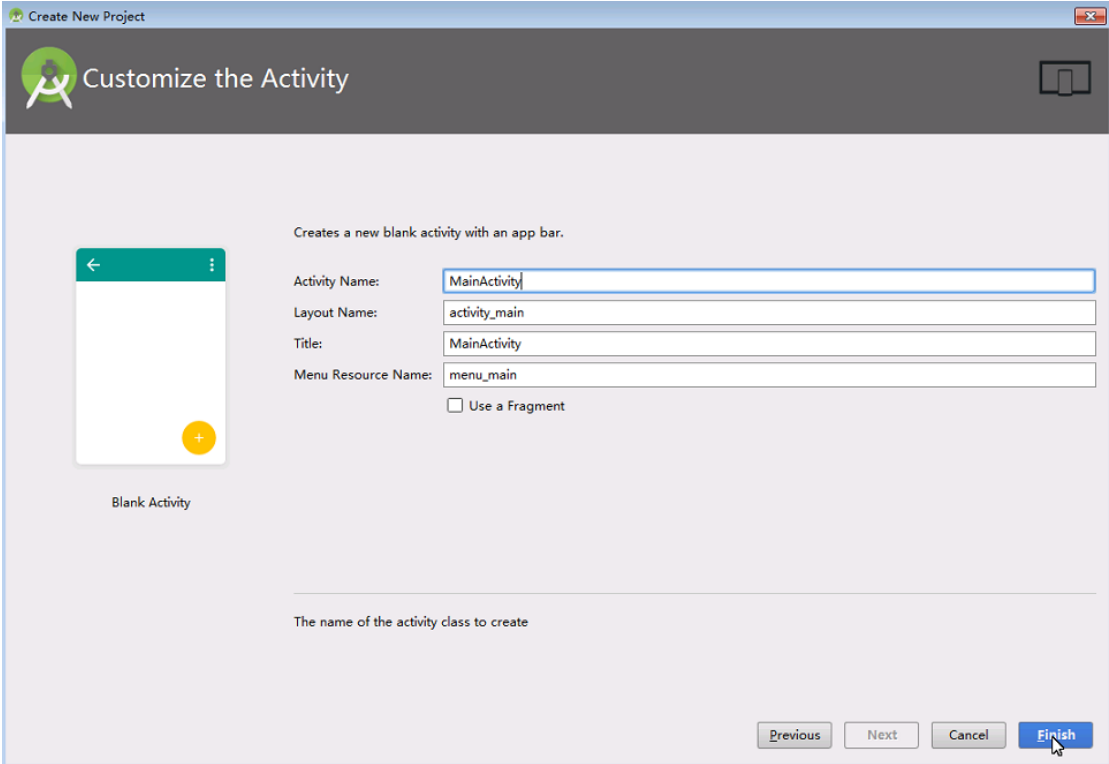 Create New Project
Customize the Activity
Creates a new blank activity with an app bar.
Activity Name: MainActivity
Layout Name: activity_main
Title: MainActivity
Menu Resource Name: menu_main
Use a Fragment
Blank Activity
The name of the activity class to create
Previous Next Cancel Finish